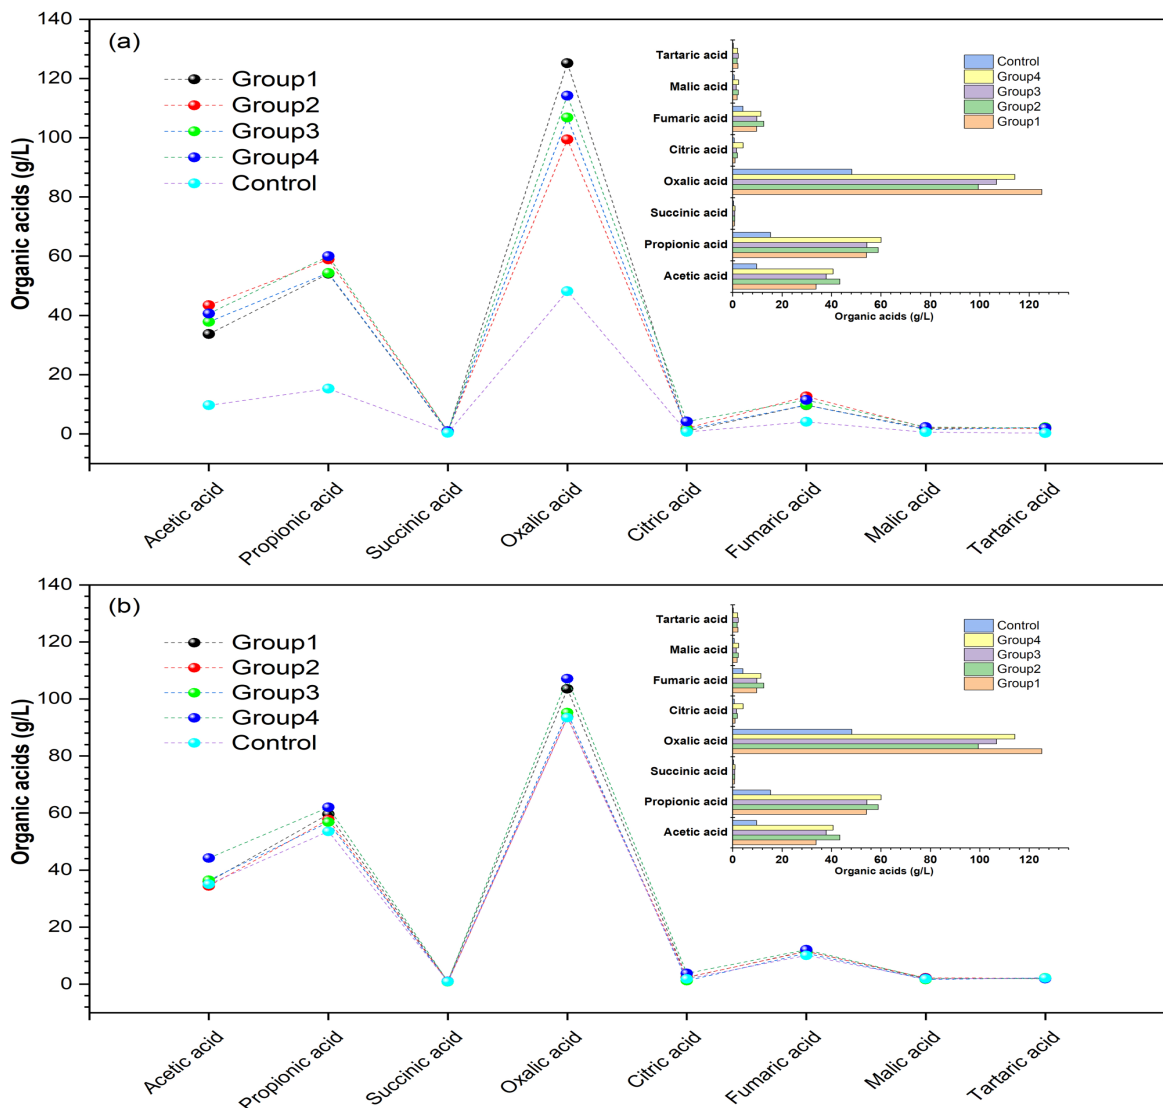 (a)
Organic acids (g/L)
140
120
100
80
60
40
20
0
Group1
Group2
Group3
Group4
Control
Acetic acid
Propionic acid
Succinic acid
Oxalic acid
Citric acid
Fumaric acid
Malic acid
Tartaric acid
Tartaric acid
Malic acid
Fumaric acid
Citric acid
Oxalic acid
Succinic acid
Propionic acid
Acetic acid
0 20 40 60 80 100 120
Organic acids (g/L)
Control
Group4
Group3
Group2
Group1
(b)
Organic acids (g/L)
140
120
100
80
60
40
20
0
Group1
Group2
Group3
Group4
Control
Acetic acid
Propionic acid
Succinic acid
Oxalic acid
Citric acid
Fumaric acid
Malic acid
Tartaric acid
Tartaric acid
Malic acid
Fumaric acid
Citric acid
Oxalic acid
Succinic acid
Propionic acid
Acetic acid
0 20 40 60 80 100 120
Organic acids (g/L)
Control
Group4
Group3
Group2
Group1